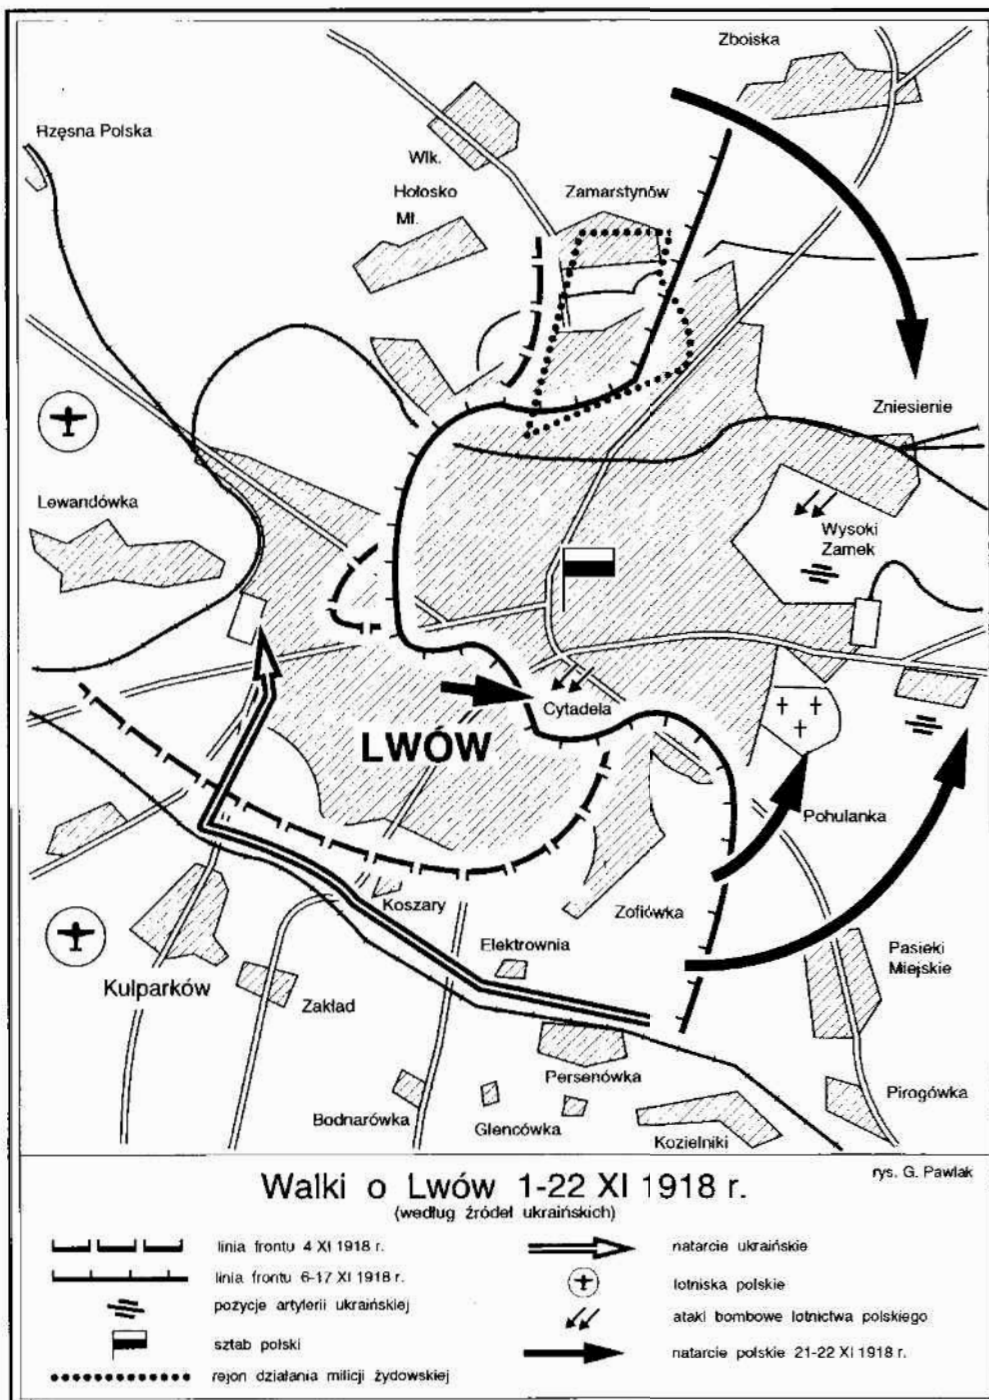 Zboiska
Rzęsna Polska
Wlk.
Hołosko
Mł.
Zamarstynów
Zniesienie
Lewandówka
Wysoki
Zamek
Cytadela
LWÓW
Pohulanka
Koszary
Zofiówka
Elektrownia
Pasieki
Miejskie
Kulparków
Zakład
Persenówka
Pirogówka
Bodnarówka
Glencówka
Kozielniki
Walki o Lwów 1-22 XI 1918 r.
(według źródeł ukraińskich)
rys. G. Pawlak
linia frontu 4 XI 1918 r.
linia frontu 6-17 XI 1918 r.
pozycje artylerii ukraińskiej
sztab polski
rejon działania milicji żydowskiej
natarcie ukraińskie
lotniska polskie
ataki bombowe lotnictwa polskiego
natarcie polskie 21-22 XI 1918 r.